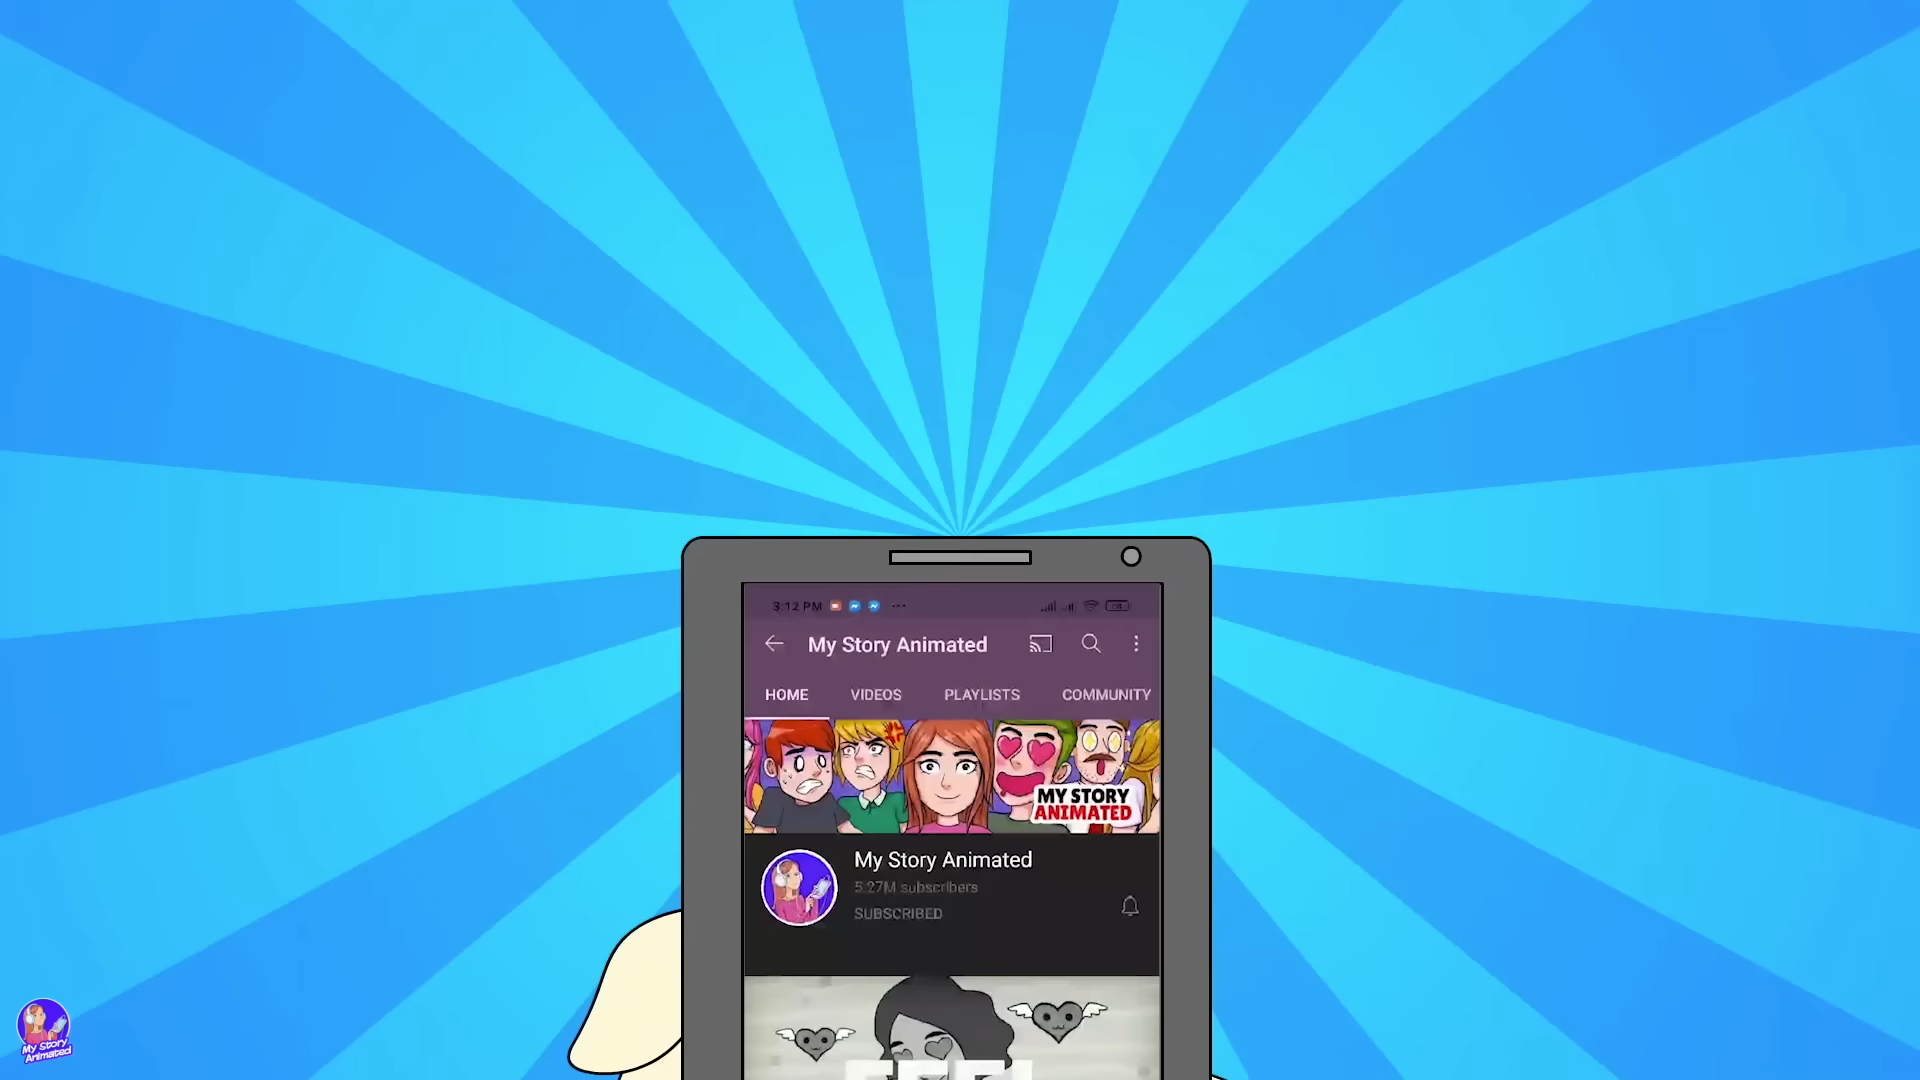 3:12 PM
My Story Animated
HOME VIDEOS PLAYLISTS COMMUNITY
MY STORY
ANIMATED
My Story Animated
5.27M subscribers
SUBSCRIBED
My Story
Animated